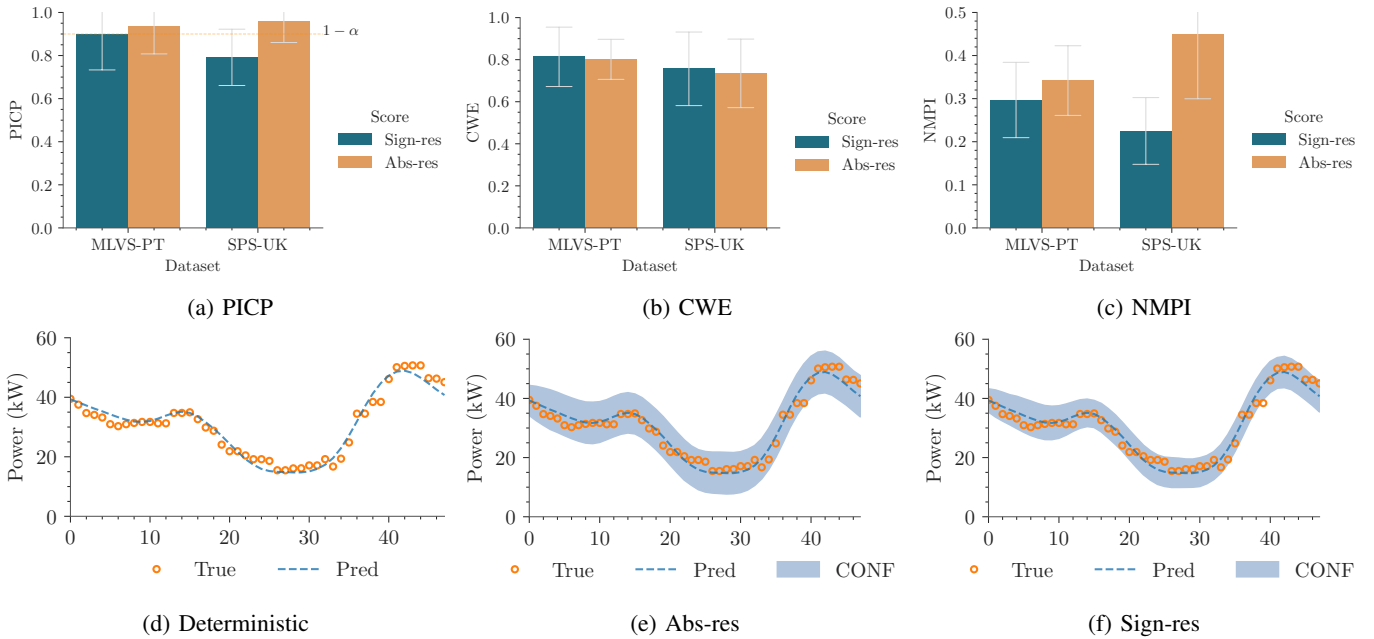 1.0
0.8
0.6
0.4
0.2
0.0
PICP
1 − α
Score
Sign-res
Abs-res
MLVS-PT SPS-UK
Dataset
(a) PICP
1.0
0.8
0.6
0.4
0.2
0.0
CWE
Score
Sign-res
Abs-res
MLVS-PT SPS-UK
Dataset
(b) CWE
0.5
0.4
0.3
0.2
0.1
0.0
NMPI
Score
Sign-res
Abs-res
MLVS-PT SPS-UK
Dataset
(c) NMPI
60
40
20
0
Power (kW)
0 10 20 30 40
True Pred
(d) Deterministic
60
40
20
0
Power (kW)
0 10 20 30 40
True Pred CONF
(e) Abs-res
60
40
20
0
Power (kW)
0 10 20 30 40
True Pred CONF
(f) Sign-res